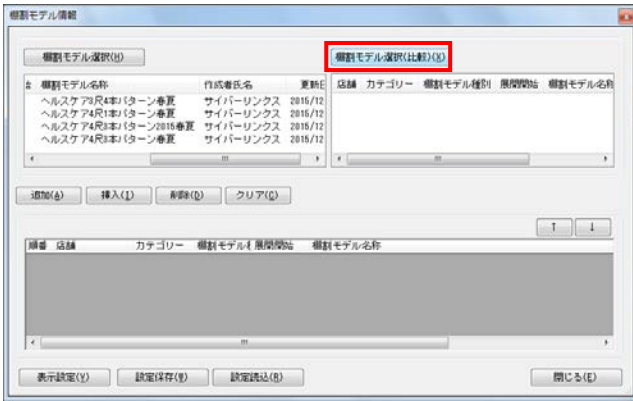 棚割モデル情報
棚割モデル選択(H) 棚割モデル選択(比較)(X)
棚割モデル名称 作成者氏名 更新日
店舗 カテゴリー 棚割モデル種別 展開開始 棚割モデル名称
ヘルスケア3尺4本パターン春夏 サイバーリンクス 2015/12
ヘルスケア4尺1本パターン春夏 サイバーリンクス 2015/12
ヘルスケア4尺3本パターン2015春夏 サイバーリンクス 2015/12
ヘルスケア4尺3本パターン春夏 サイバーリンクス 2015/12
追加(A) 挿入(I) 削除(D) クリア(C)
↑ ↓
順番 店舗 カテゴリー 棚割モデル 展開開始 棚割モデル名称
表示設定(Y) 設定保存(W) 設定読込(R) 閉じる(E)